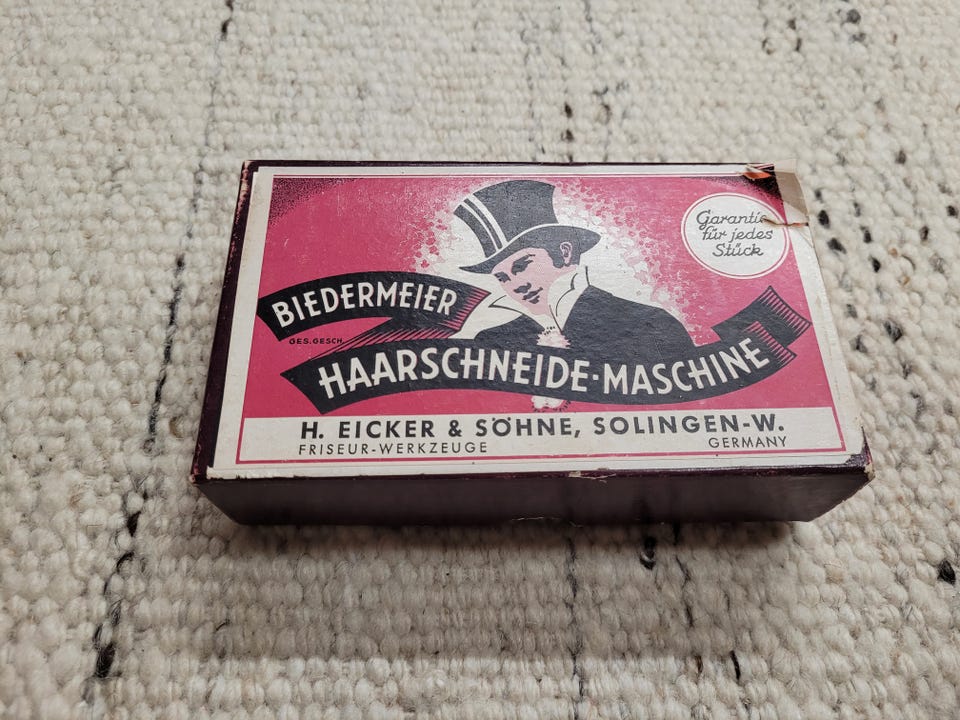 Garantie
für jedes
Stück
BIEDERMEIER
GES. GESCH.
HAARSCHNEIDE-MASCHINE
H. EICKER & SÖHNE, SOLINGEN-W.
FRISEUR-WERKZEUGE
GERMANY